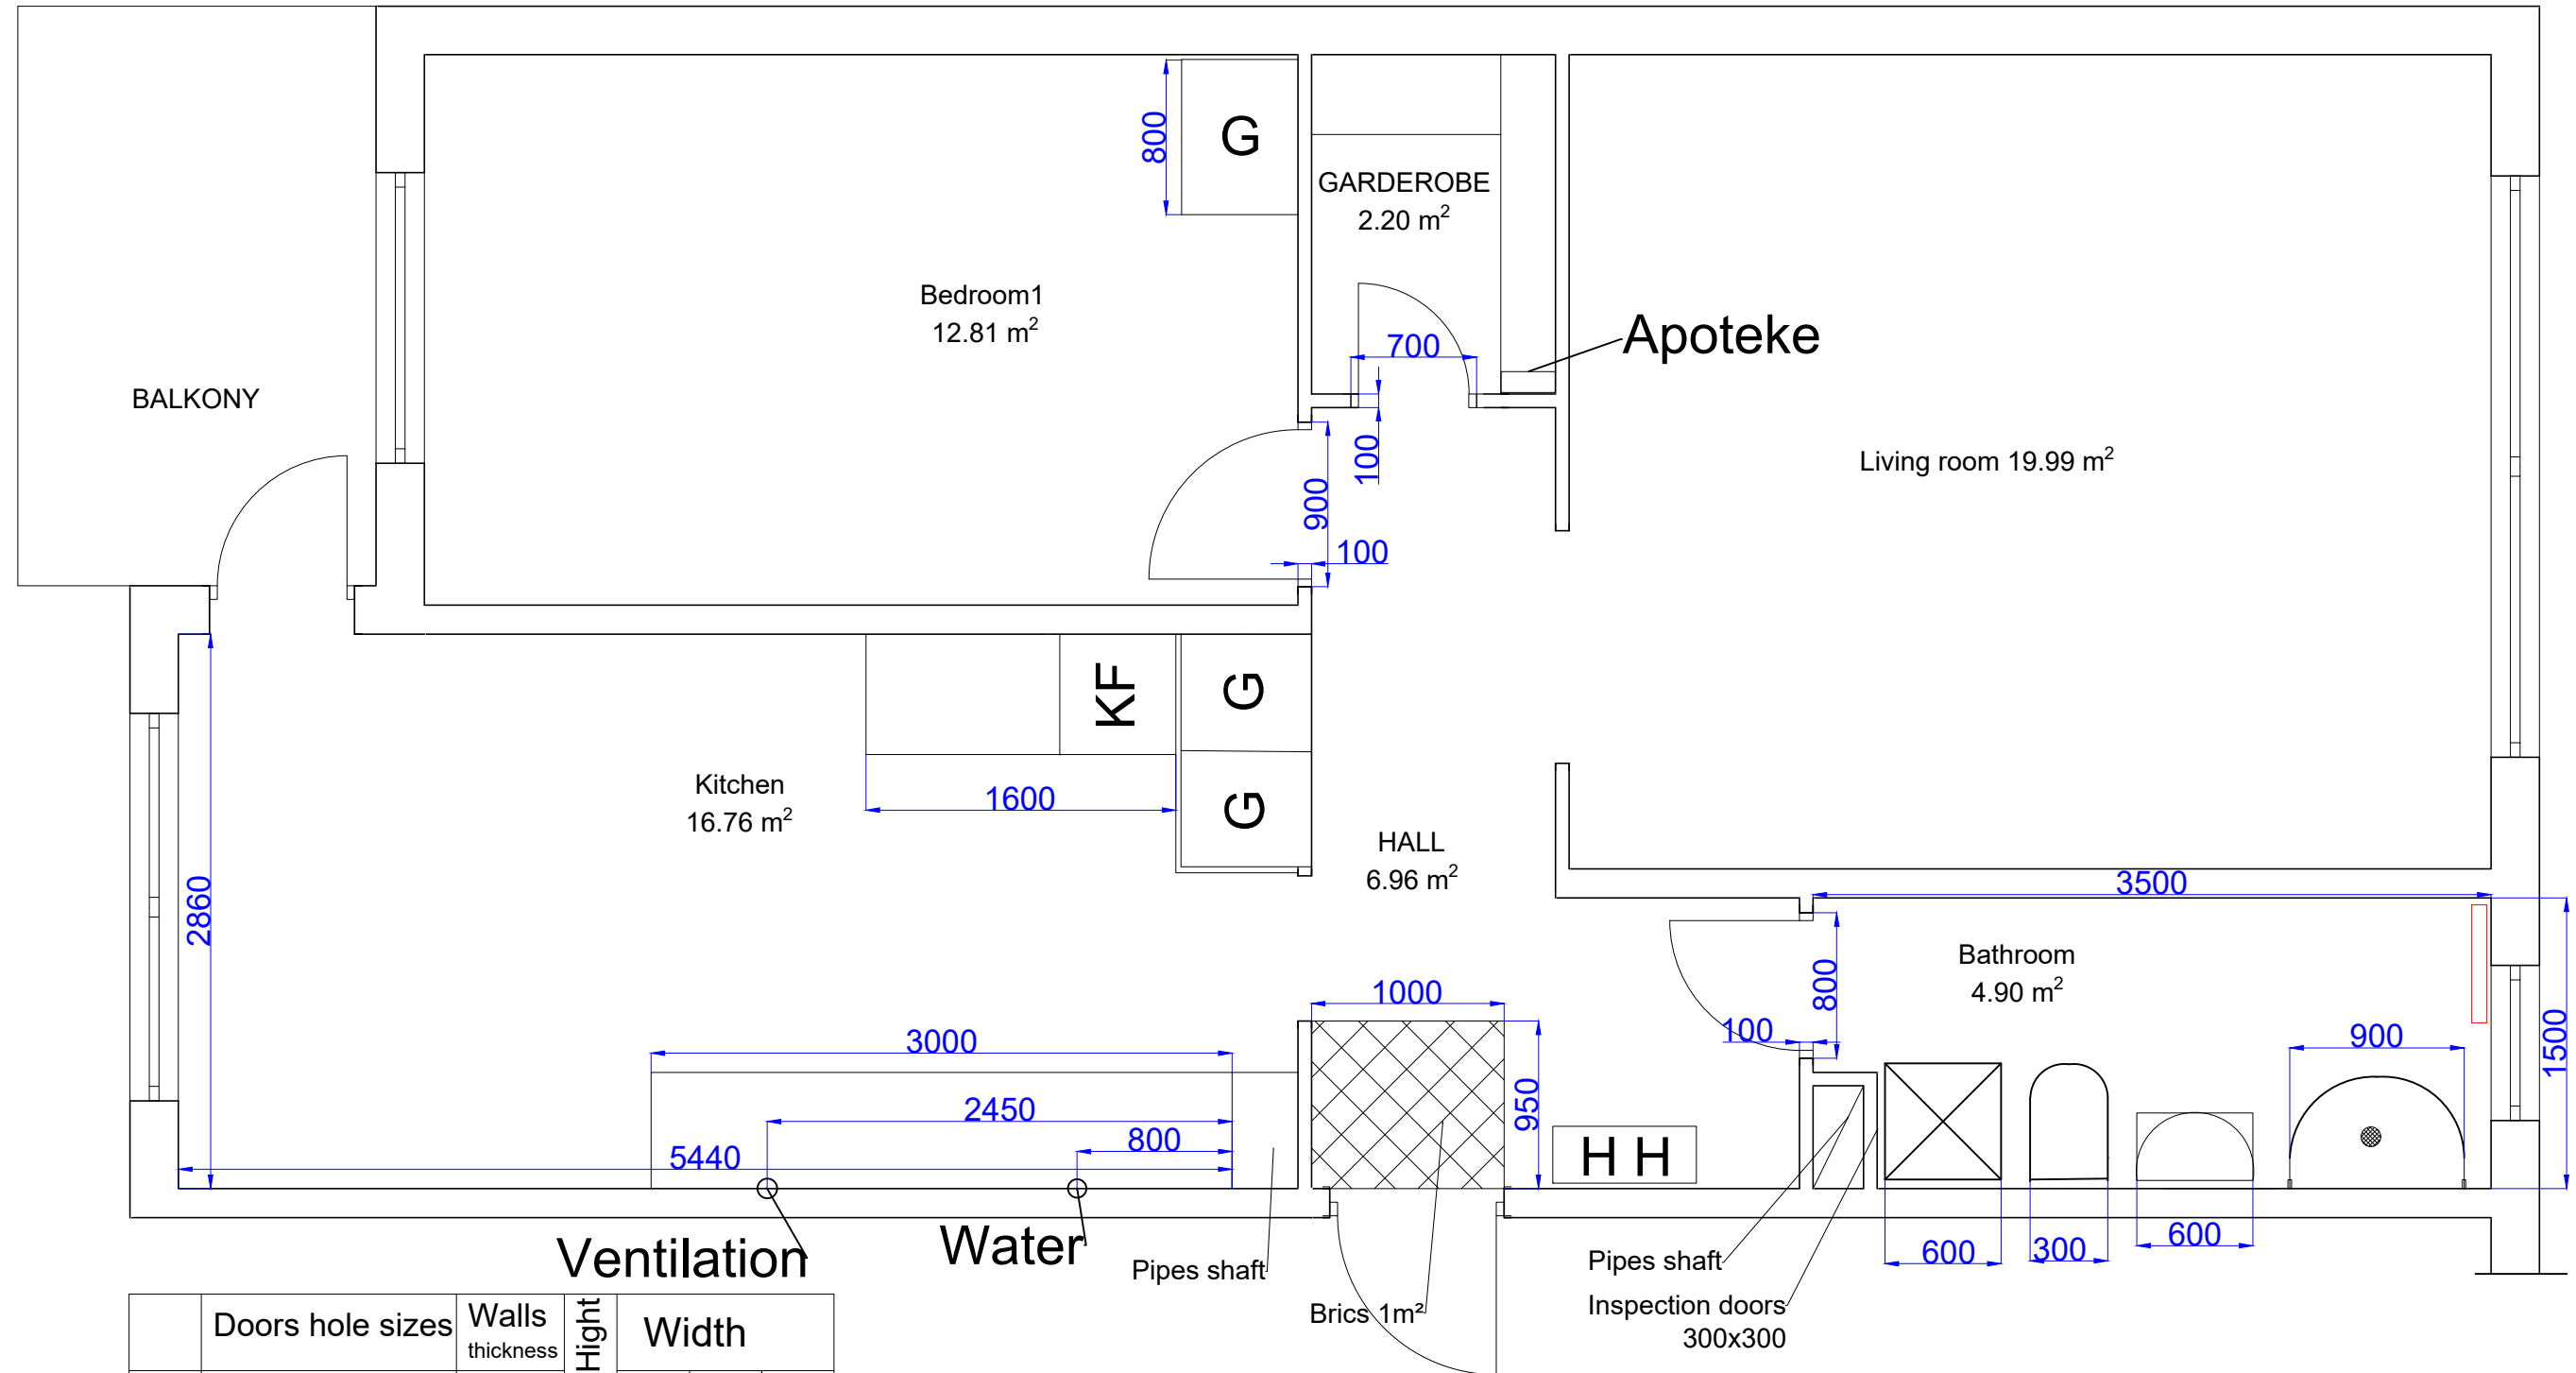 800
G
GARDEROBE
2.20 m²
Bedroom1
12.81 m²
700
Apoteke
BALKONY
100
900
Living room 19.99 m²
100
KF
G
G
Kitchen
16.76 m²
1600
HALL
6.96 m²
2860
3500
Bathroom
4.90 m²
800
1000
100
900
1500
3000
2450
950
800
5440
H H
Ventilation
Water
Pipes shaft
Brics 1m²
Pipes shaft
Inspection doors
300x300
600
300
600
Doors hole sizes
Walls
thickness
Hight
Width